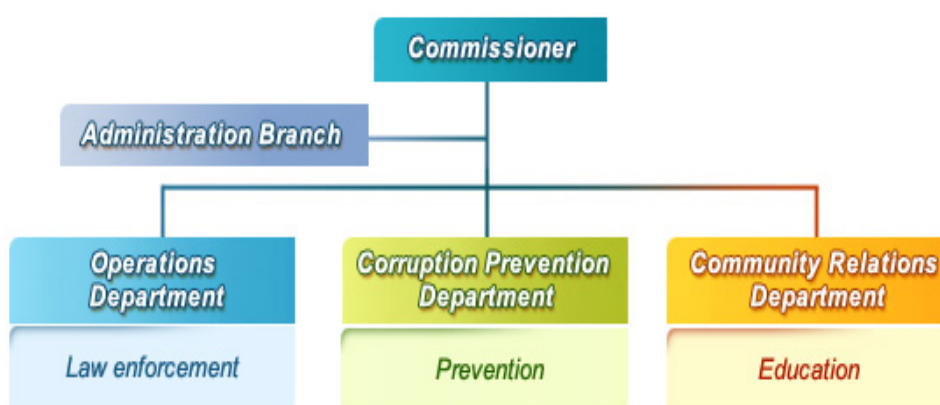 Commissioner
Administration Branch
Operations
Department
Law enforcement
Corruption Prevention
Department
Prevention
Community Relations
Department
Education